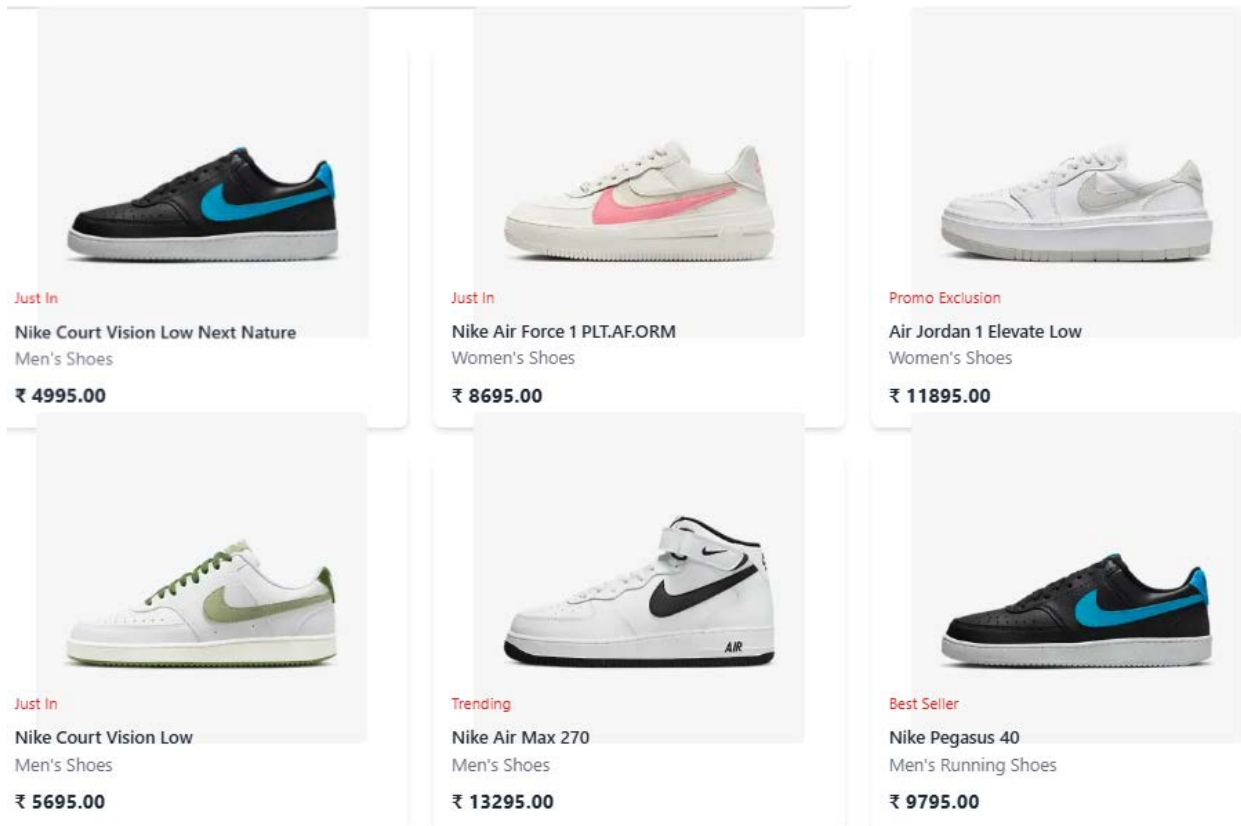 Just In
Nike Court Vision Low Next Nature
Men's Shoes
₹ 4995.00
Just In
Nike Air Force 1 PLT.AF.ORM
Women's Shoes
₹ 8695.00
Promo Exclusion
Air Jordan 1 Elevate Low
Women's Shoes
₹ 11895.00
Just In
Nike Court Vision Low
Men's Shoes
₹ 5695.00
AIR
Trending
Nike Air Max 270
Men's Shoes
₹ 13295.00
Best Seller
Nike Pegasus 40
Men's Running Shoes
₹ 9795.00